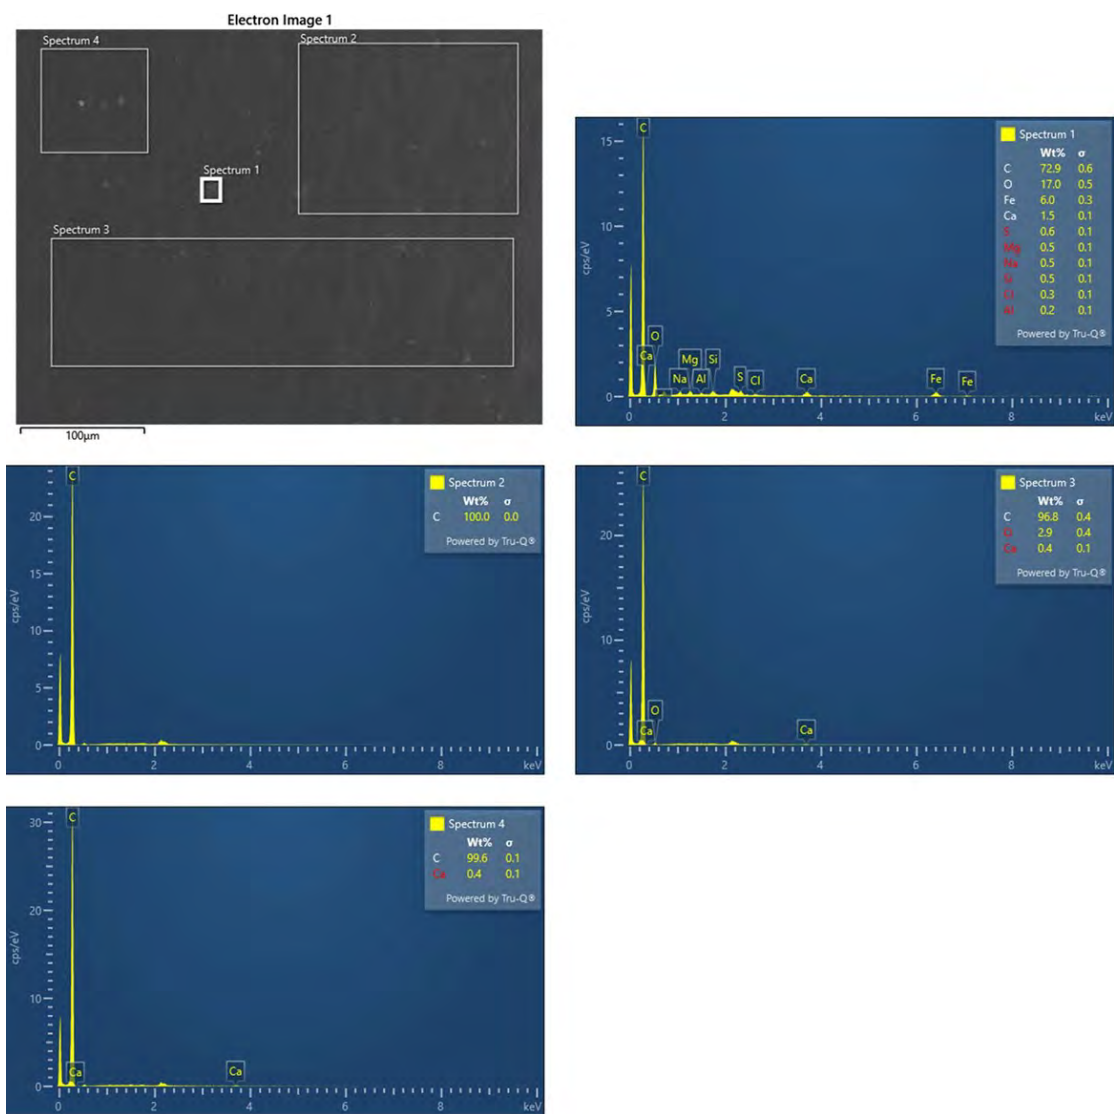 Electron Image 1
Spectrum 4
Spectrum 2
Spectrum 1
Spectrum 3
100µm
Spectrum 1
Wt% σ
C 72.9 0.6
O 17.0 0.5
Fe 6.0 0.3
Ca 1.5 0.1
S 0.6 0.1
Mg 0.5 0.1
Na 0.5 0.1
Si 0.5 0.1
Cl 0.3 0.1
Al 0.2 0.1
Powered by Tru-Q®
cps/eV
15
10
5
0
C
O
Ca
Mg
Si
Na
Al
S
Cl
Ca
Fe
Fe
0 2 4 6 8 keV
Spectrum 2
Wt% σ
C 100.0 0.0
Powered by Tru-Q®
cps/eV
20
15
10
5
0
C
0 2 4 6 8 keV
Spectrum 3
Wt% σ
C 96.8 0.4
O 2.9 0.4
Ca 0.4 0.1
Powered by Tru-Q®
cps/eV
20
10
0
C
O
Ca
Ca
0 2 4 6 8 keV
Spectrum 4
Wt% σ
C 99.6 0.1
Ca 0.4 0.1
Powered by Tru-Q®
cps/eV
30
20
10
0
C
Ca
Ca
0 2 4 6 8 keV